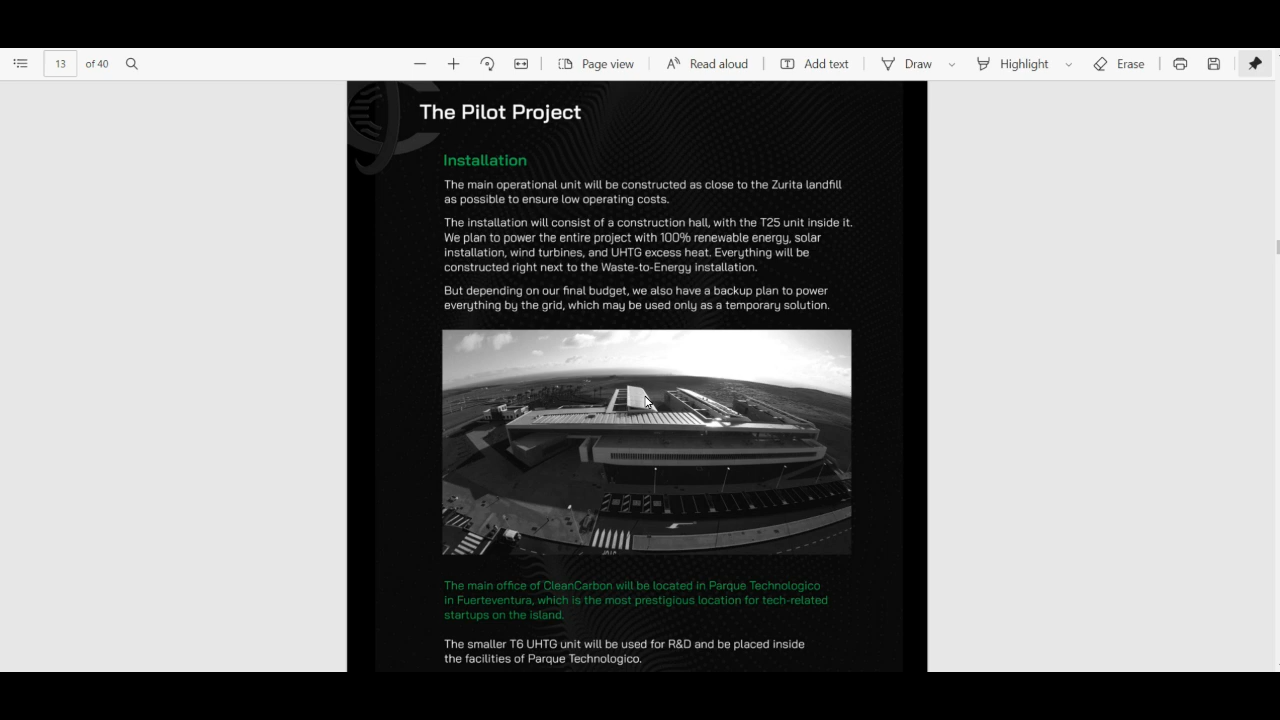 13
of 40
Page view
Read aloud
Add text
Draw
Highlight
Erase
The Pilot Project
Installation
The main operational unit will be constructed as close to the Zurita landfill
as possible to ensure low operating costs.
The installation will consist of a construction hall, with the T25 unit inside it.
We plan to power the entire project with 100% renewable energy, solar
installation, wind turbines, and UHTG excess heat. Everything will be
constructed right next to the Waste-to-Energy installation.
But depending on our final budget, we also have a backup plan to power
everything by the grid, which may be used only as a temporary solution.
The main office of CleanCarbon will be located in Parque Technologico
in Fuerteventura, which is the most prestigious location for tech-related
startups on the island.
The smaller T6 UHTG unit will be used for R&D and be placed inside
the facilities of Parque Technologico.